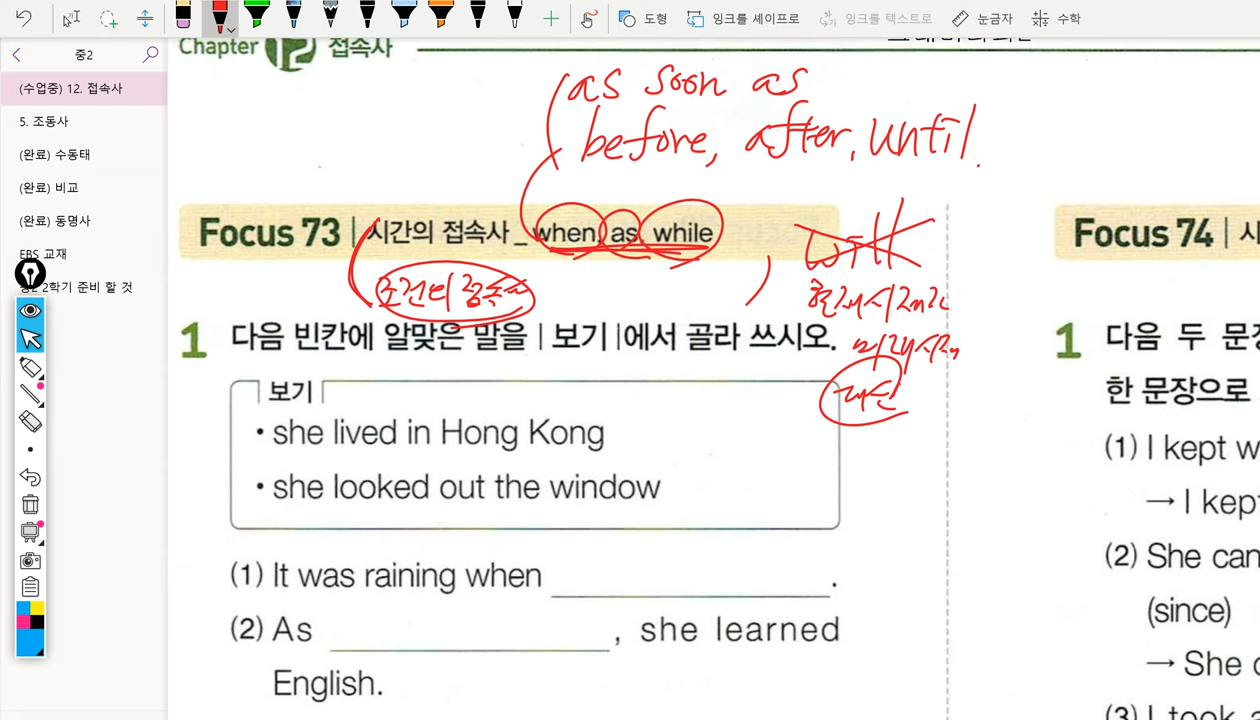 도형
잉크를 셰이프로
잉크를 텍스트로
눈금자
수학
중2
(수업중) 12. 접속사
5. 조동사
(완료) 수동태
(완료) 비교
(완료) 동명사
EBS 교재
2학기 준비 할 것
Chapter 12 접속사
as soon as
before, after, until
Focus 73 | 시간의 접속사 _ when, as while
조건의 접속사
will
현재시제가
미래시제
대신
1 다음 빈칸에 알맞은 말을 | 보기 |에서 골라 쓰시오.
| 보기 |
• she lived in Hong Kong
• she looked out the window
(1) It was raining when ____________.
(2) As ____________, she learned
English.
Focus 74 | 시
1 다음 두 문장
한 문장으로
(1) I kept w
→ I kept
(2) She can
(since)
→ She c
(3) I took a